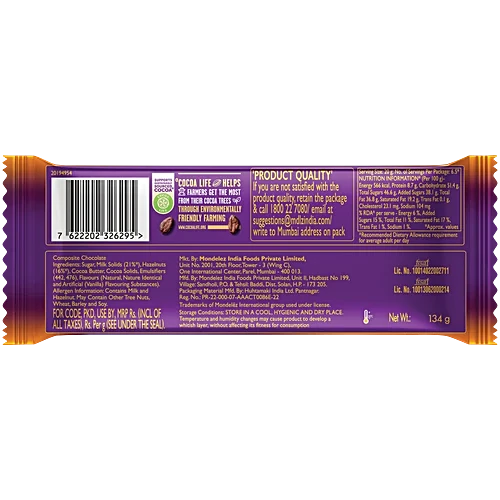 20194954
7 622202 326295 >
SUPPORTS
SUSTAINABLY
SOURCED
COCOA*
"COCOA LIFE HELPS
FARMERS GET THE MOST
FROM THEIR COCOA TREES
THROUGH ENVIRONMENTALLY
FRIENDLY FARMING
WWW.COCOALIFE.ORG
'PRODUCT QUALITY'
If you are not satisfied with the
product quality, retain the package
& call 1800 22 7080/ email at
suggestions@mdlzindia.com/
write to Mumbai address on pack
Serving Size: 20 g. No. of Servings Per Package: 6.5*
NUTRITION INFORMATION* (Per 100 g)-
Energy 566 kcal, Protein 8.7 g, Carbohydrate 51.4 g,
Total Sugars 46.6 g, Added Sugars 38.1 g, Total
Fat 36.8 g, Saturated Fat 19.2 g, Trans Fat 0.1 g,
Cholesterol 23.1 mg, Sodium 104 mg
% RDA* per serve - Energy 6 %, Added
Sugars 15 %, Total Fat 11 %, Saturated Fat 17 %,
Trans Fat 1 %, Sodium 1 %. *Approx. values
*Recommended Dietary Allowance requirement
for average adult per day
Composite Chocolate
Ingredients: Sugar, Milk Solids (21%*), Hazelnuts
(16%*), Cocoa Butter, Cocoa Solids, Emulsifiers
(442, 476), Flavours (Natural, Nature Identical
and Artificial (Vanilla) Flavouring Substances).
Allergen Information: Contains Milk and
Hazelnut. May Contain Other Tree Nuts,
Wheat, Barley and Soy.
FOR CODE, PKD, USE BY, MRP Rs. (INCL OF
ALL TAXES), Rs. Per g (SEE UNDER THE SEAL).
Mkt. By: Mondelez India Foods Private Limited,
Unit No. 2001, 20th Floor, Tower - 3 (Wing C),
One International Center, Parel, Mumbai - 400 013.
Mfd. By: Mondelez India Foods Private Limited, Unit II, Hadbast No 199,
Village: Sandholi, P.O. & Tehsil: Baddi, Dist.: Solan, H.P. - 173 205.
Packaging Material Mfg. By: Huhtamaki India Ltd. Pantnagar.
Reg. No.: PR-22-000-07-AAACT0086E-22
Trademark of Mondelez International group used under license.
Storage Conditions: STORE IN A COOL, HYGIENIC AND DRY PLACE.
Temperature and humidity changes may cause product to develop a
whitish layer, without affecting its fitness for consumption
fssai
Lic. No. 10014022002711
fssai
Lic. No. 10013062000214
Net Wt.: 134 g